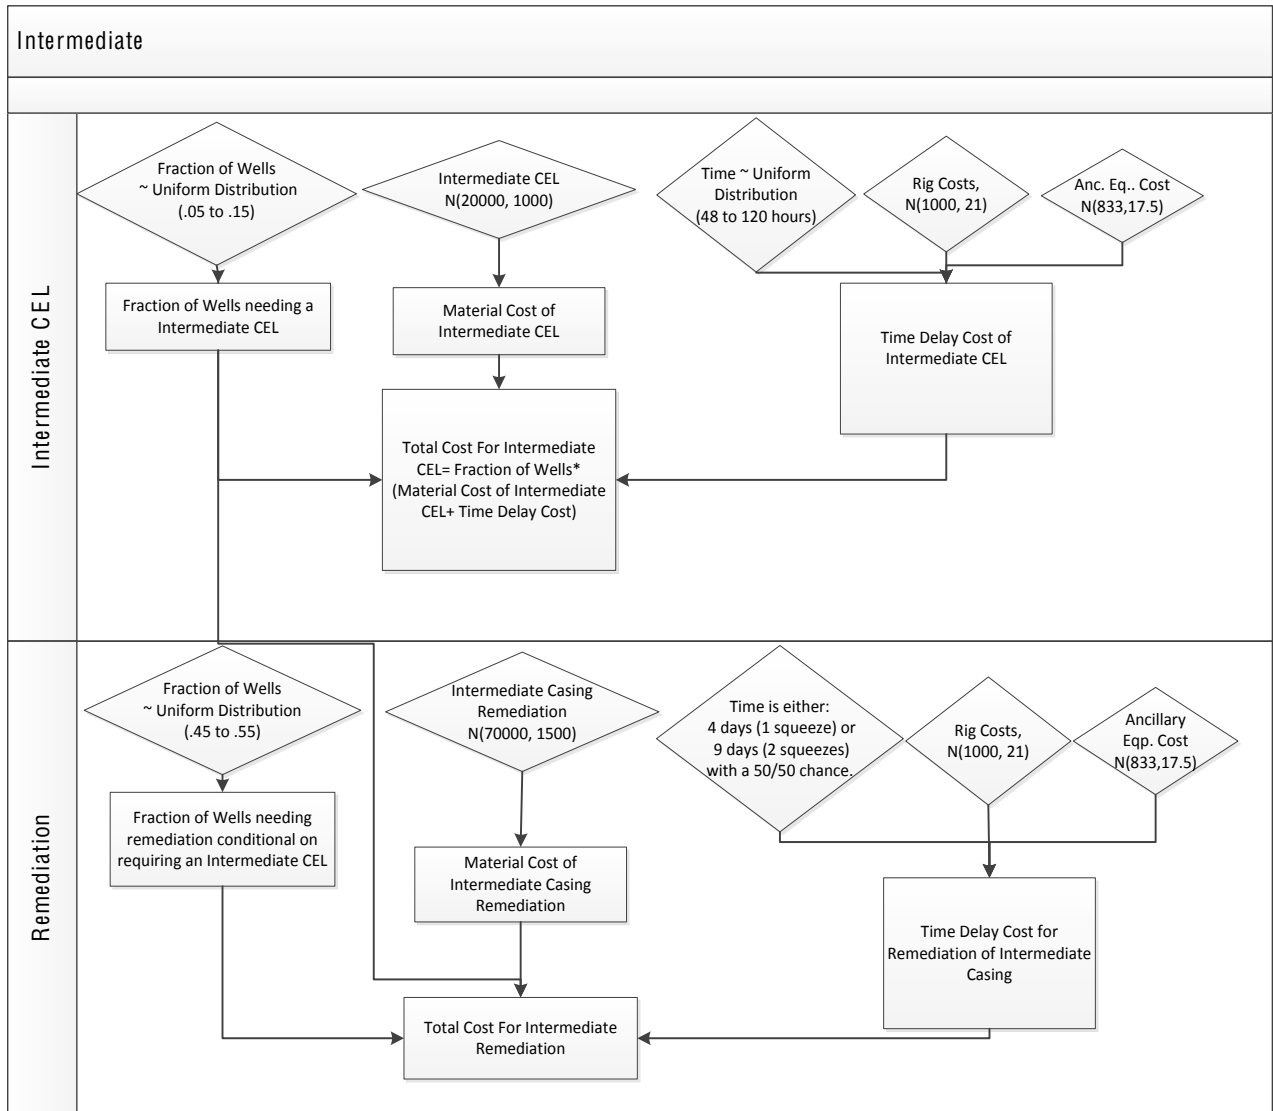 Intermediate
Intermediate CEL
Fraction of Wells
~ Uniform Distribution
(.05 to .15)
Intermediate CEL
N(20000, 1000)
Time ~ Uniform
Distribution
(48 to 120 hours)
Rig Costs,
N(1000, 21)
Anc. Eq.. Cost
N(833,17.5)
Fraction of Wells needing a
Intermediate CEL
Material Cost of
Intermediate CEL
Time Delay Cost of
Intermediate CEL
Total Cost For Intermediate
CEL= Fraction of Wells*
(Material Cost of Intermediate
CEL+ Time Delay Cost)
Remediation
Fraction of Wells
~ Uniform Distribution
(.45 to .55)
Intermediate Casing
Remediation
N(70000, 1500)
Time is either:
4 days (1 squeeze) or
9 days (2 squeezes)
with a 50/50 chance.
Rig Costs,
N(1000, 21)
Ancillary
Eqp. Cost
N(833,17.5)
Fraction of Wells needing
remediation conditional on
requiring an Intermediate CEL
Material Cost of
Intermediate Casing
Remediation
Time Delay Cost for
Remediation of Intermediate
Casing
Total Cost For Intermediate
Remediation